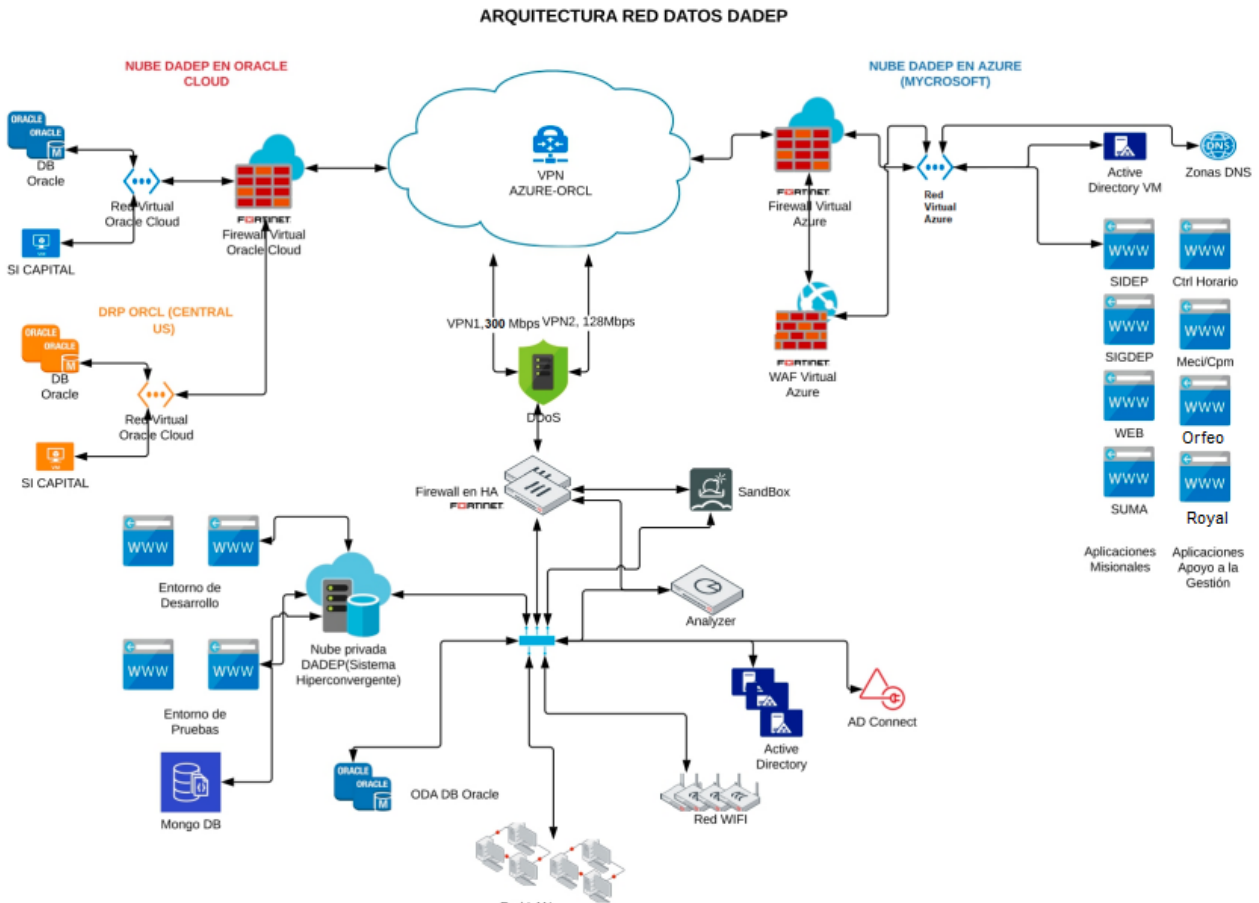 ARQUITECTURA RED DATOS DADEP
NUBE DADEP EN ORACLE
CLOUD
NUBE DADEP EN AZURE
(MYCROSOFT)
ORACLE
ORACLE
M
DB
Oracle
Red Virtual
Oracle Cloud
SI CAPITAL
FORTINET
Firewall Virtual
Oracle Cloud
VPN
AZURE-ORCL
FORTINET
Firewall Virtual
Azure
Red
Virtual
Azure
Active
Directory VM
DNS
Zonas DNS
DRP ORCL (CENTRAL
US)
ORACLE
ORACLE
M
DB
Oracle
Red Virtual
Oracle Cloud
VM
SI CAPITAL
VPN1,300 Mbps
VPN2, 128Mbps
DDoS
FORTINET
WAF Virtual
Azure
WWW
SIDEP
WWW
Ctrl Horario
WWW
SIGDEP
WWW
Meci/Cpm
WWW
WEB
WWW
Orfeo
WWW
SUMA
WWW
Royal
Aplicaciones
Misionales
Aplicaciones
Apoyo a la
Gestión
Firewall en HA
FORTINET
SandBox
Analyzer
WWW
WWW
Entorno de
Desarrollo
Nube privada
DADEP(Sistema
Hiperconvergente)
WWW
WWW
Entorno de
Pruebas
Mongo DB
ORACLE
ORACLE
M
ODA DB Oracle
Red WIFI
Active
Directory
AD Connect